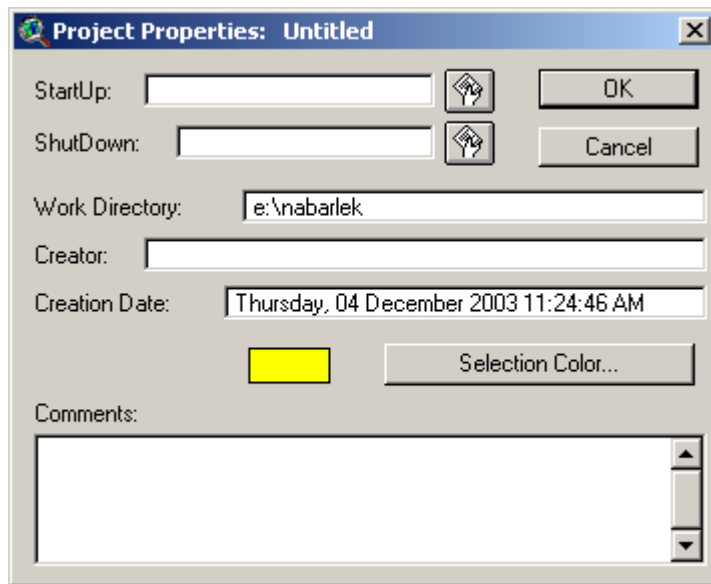 Project Properties: Untitled
StartUp:
OK
ShutDown:
Cancel
Work Directory: e:\nabarlek
Creator:
Creation Date: Thursday, 04 December 2003 11:24:46 AM
Selection Color...
Comments: